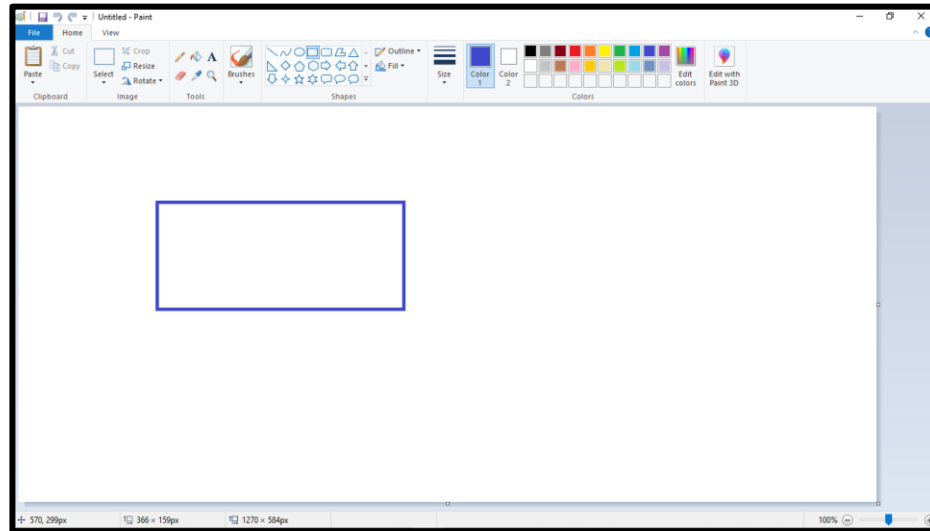 Untitled - Paint
File Home View
Paste
Cut
Copy
Clipboard
Select
Crop
Resize
Rotate
Image
A
Tools
Brushes
Outline
Fill
Shapes
Size
Color
1
Color
2
Edit
colors
Colors
Edit with
Paint 3D
570, 299px 366 × 159px 1270 × 584px 100%